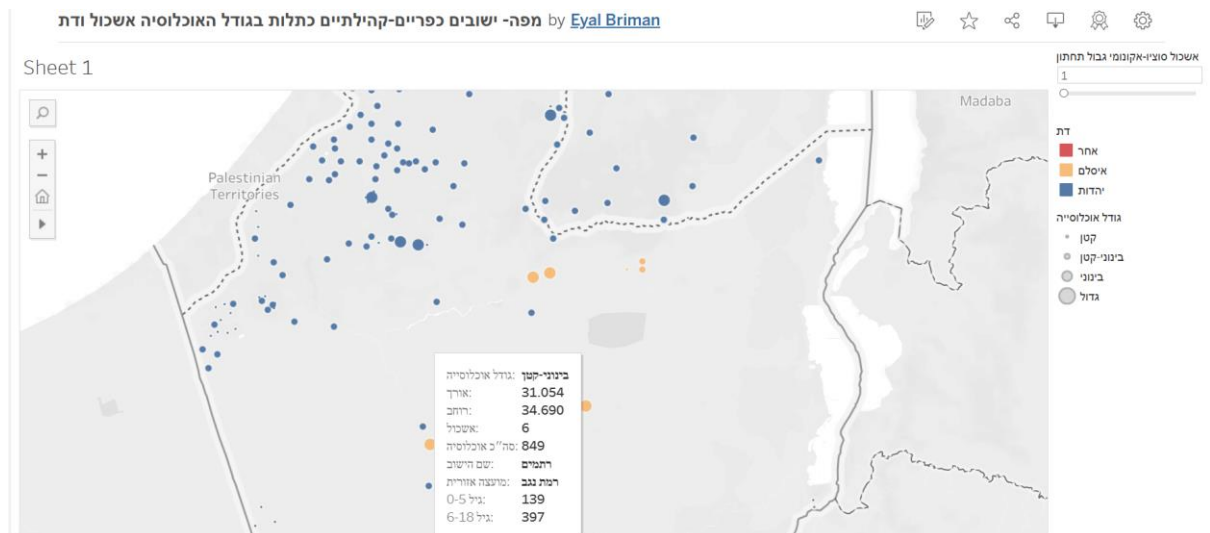 מפה- ישובים כפריים-קהילתיים כתלות בגודל האוכלוסיה אשכול ודת by Eyal Briman
Sheet 1
אשכול סוציו-אקונומי גבול תחתון
1
דת
אחר
איסלם
יהדות
גודל אוכלוסייה
קטן
בינוני-קטן
בינוני
גדול
Madaba
Palestinian
Territories
גודל אוכלוסייה: בינוני-קטן
אורך: 31.054
רוחב: 34.690
אשכול: 6
סה״כ אוכלוסיה: 849
שם הישוב: רתמים
מועצה אזורית: רמת נגב
גיל 0-5: 139
גיל 6-18: 397